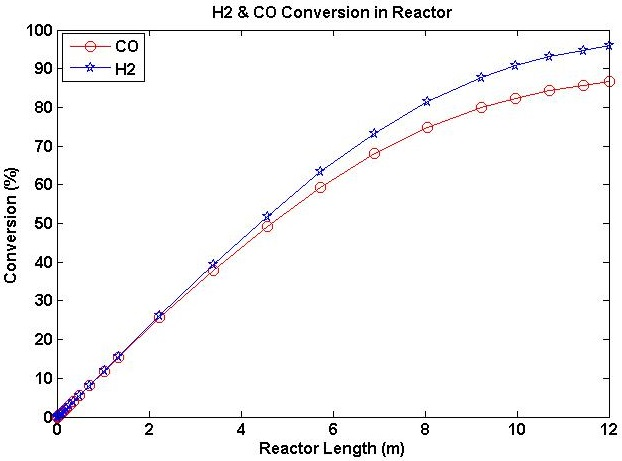 H2 & CO Conversion in Reactor
100
90
80
70
60
50
40
30
20
10
0
CO
H2
Conversion (%)
0 2 4 6 8 10 12
Reactor Length (m)